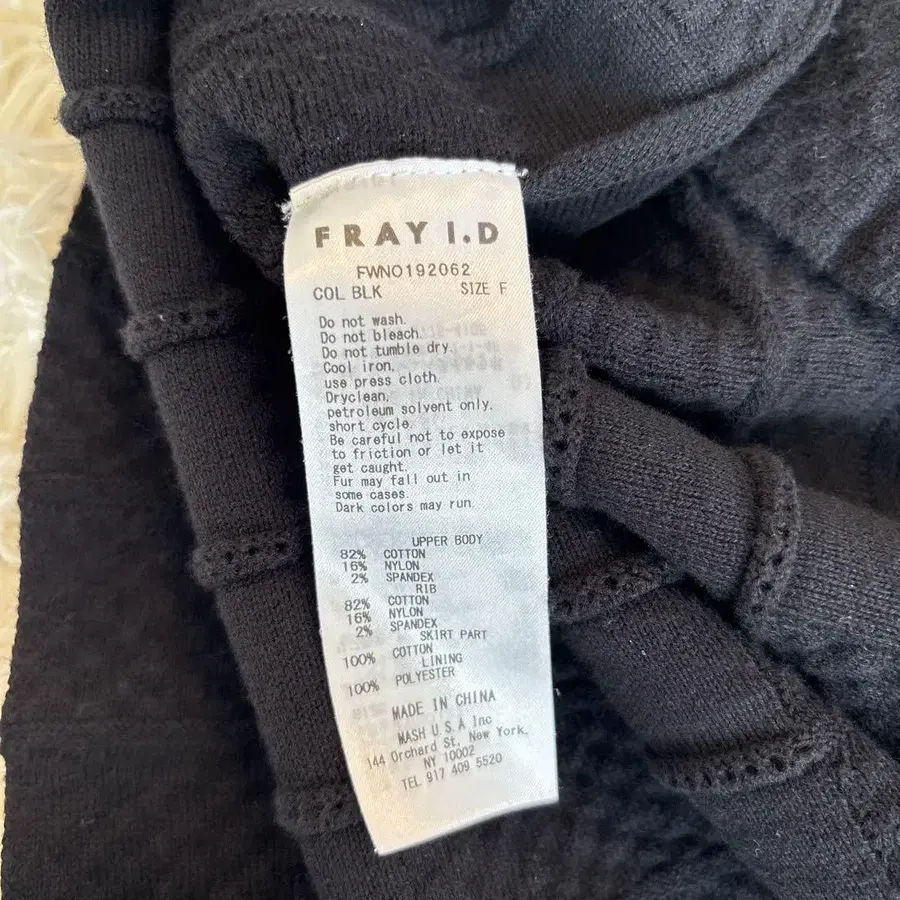 FRAY I.D
FWNO192062
COL BLK SIZE F
Do not wash.
Do not bleach.
Do not tumble dry.
Cool iron.
use press cloth.
Dryclean,
petroleum solvent only.
short cycle.
Be careful not to expose
to friction or let it
get caught.
Fur may fall out in
some cases.
Dark colors may run.
UPPER BODY
82% COTTON
16% NYLON
2% SPANDEX
RIB
82% COTTON
16% NYLON
2% SPANDEX
SKIRT PART
100% COTTON
LINING
100% POLYESTER
MADE IN CHINA
MASH U.S.A Inc
144 Orchard St, New York.
NY 10002
TEL 917 409 5520